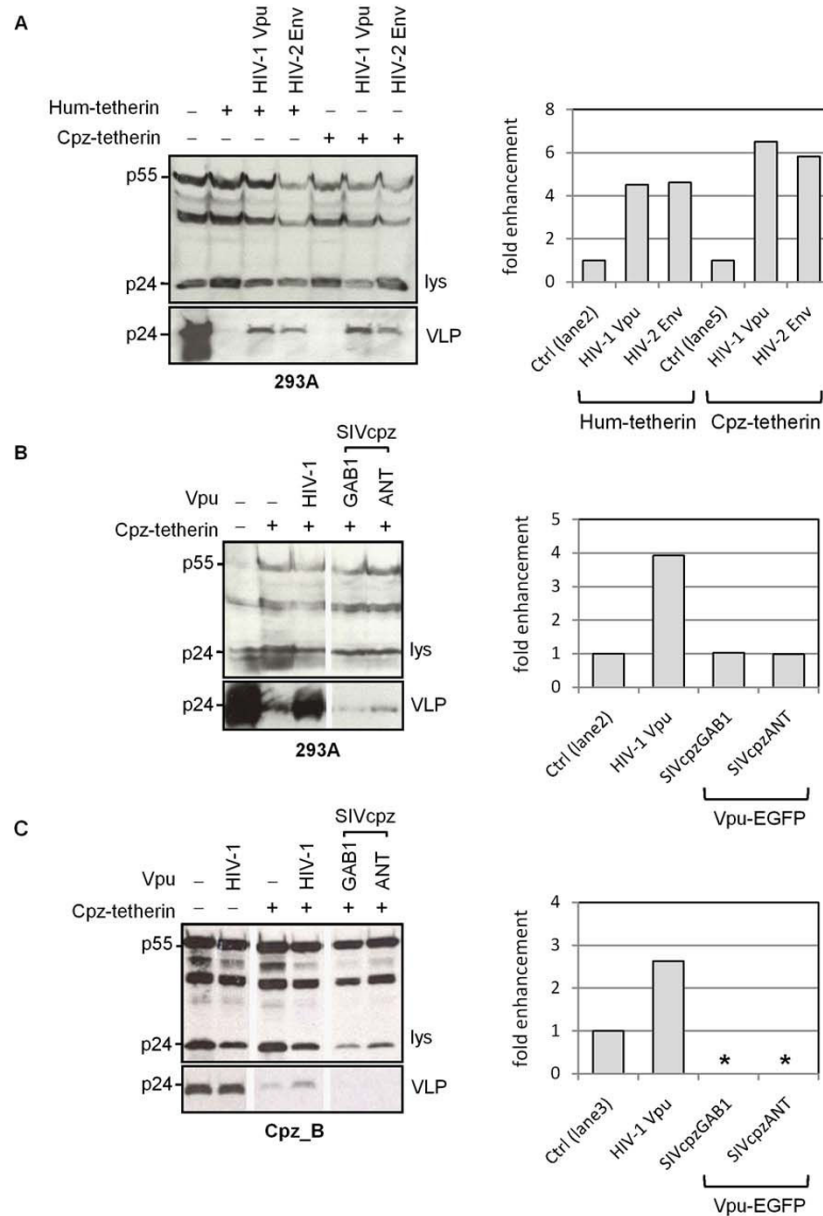 A
HIV-1 Vpu
HIV-2 Env
HIV-1 Vpu
HIV-2 Env
Hum-tetherin – + + + – – –
Cpz-tetherin – – – – + + +
p55
p24
lys
p24
VLP
293A
fold enhancement
8
6
4
2
0
Ctrl (lane2)
HIV-1 Vpu
HIV-2 Env
Ctrl (lane5)
HIV-1 Vpu
HIV-2 Env
Hum-tetherin
Cpz-tetherin
B
SIVcpz
Vpu – – HIV-1 GAB1 ANT
Cpz-tetherin – + + + +
p55
p24
lys
p24
VLP
293A
fold enhancement
5
4
3
2
1
0
Ctrl (lane2)
HIV-1 Vpu
SIVcpzGAB1
SIVcpzANT
Vpu-EGFP
C
SIVcpz
Vpu – HIV-1 – HIV-1 GAB1 ANT
Cpz-tetherin – – + + + +
p55
p24
lys
p24
VLP
Cpz_B
fold enhancement
4
3
2
1
0
* *
Ctrl (lane3)
HIV-1 Vpu
SIVcpzGAB1
SIVcpzANT
Vpu-EGFP